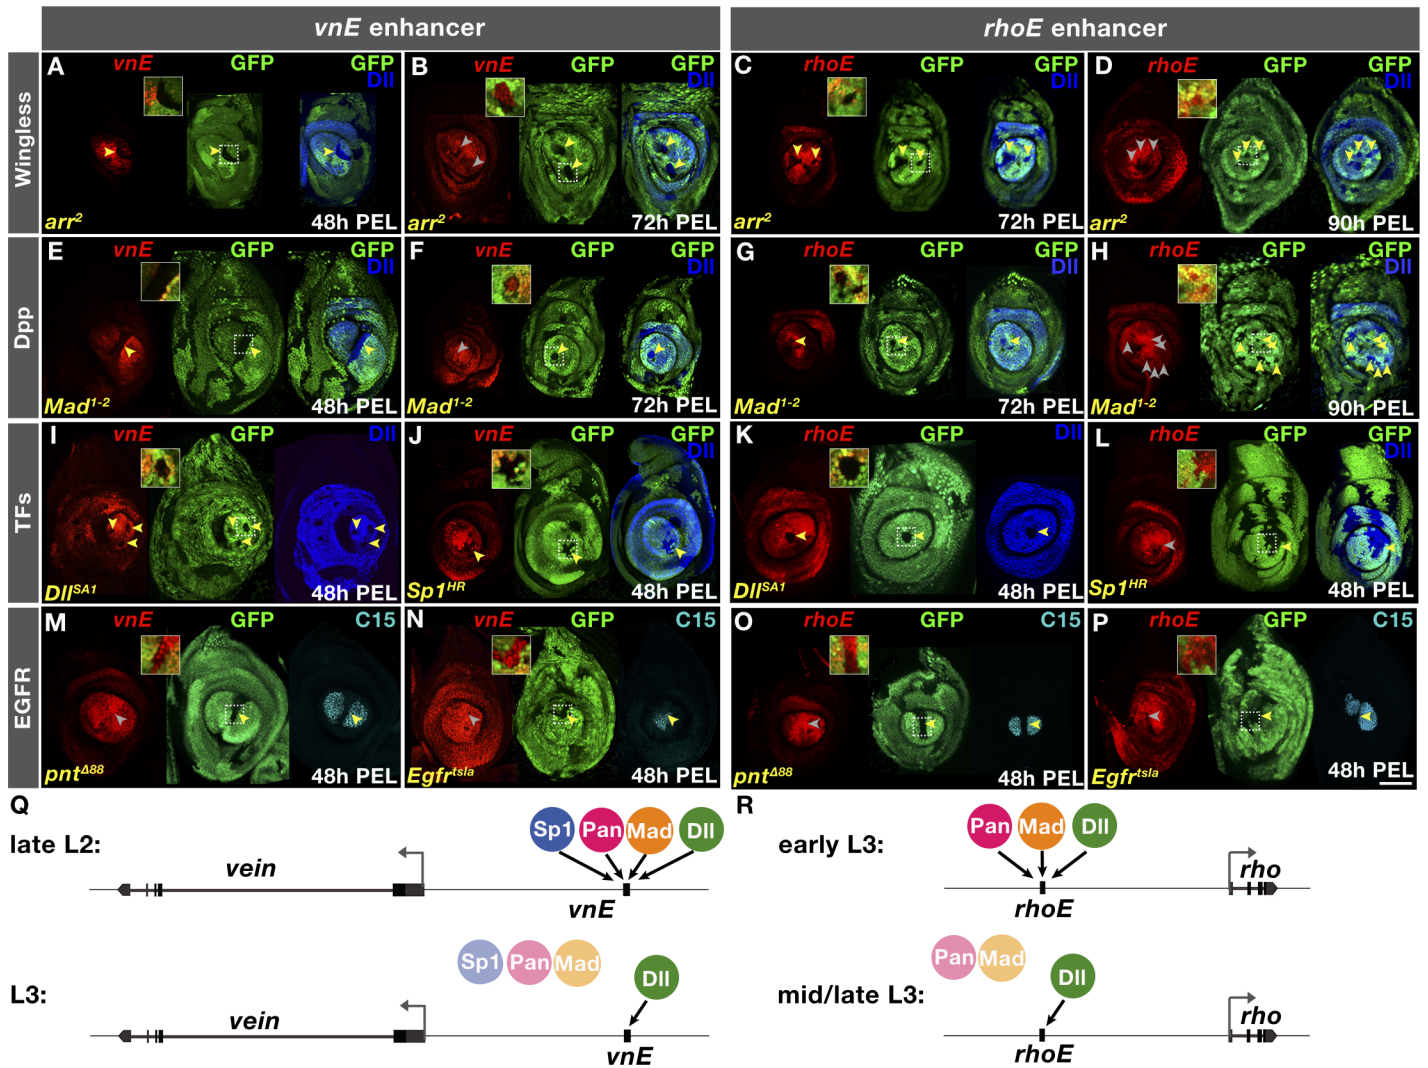 vnE enhancer
rhoE enhancer
Wingless
A vnE GFP GFP
Dll
arr2 48h PEL
B vnE GFP GFP
Dll
arr2 72h PEL
C rhoE GFP GFP
Dll
arr2 72h PEL
D rhoE GFP GFP
Dll
arr2 90h PEL
Dpp
E vnE GFP GFP
Dll
Mad1-2 48h PEL
F vnE GFP GFP
Dll
Mad1-2 72h PEL
G rhoE GFP GFP
Dll
Mad1-2 72h PEL
H rhoE GFP GFP
Dll
Mad1-2 90h PEL
TFs
I vnE GFP Dll
DllSA1 48h PEL
J vnE GFP GFP
Dll
Sp1HR 48h PEL
K rhoE GFP Dll
DllSA1 48h PEL
L rhoE GFP GFP
Dll
Sp1HR 48h PEL
EGFR
M vnE GFP C15
pntΔ88 48h PEL
N vnE GFP C15
Egfrtsla 48h PEL
O rhoE GFP C15
pntΔ88 48h PEL
P rhoE GFP C15
Egfrtsla 48h PEL
Q
late L2:
Sp1 Pan Mad Dll
vein
vnE
L3:
Sp1 Pan Mad
Dll
vein
vnE
R
early L3:
Pan Mad Dll
rho
rhoE
mid/late L3:
Pan Mad
Dll
rho
rhoE